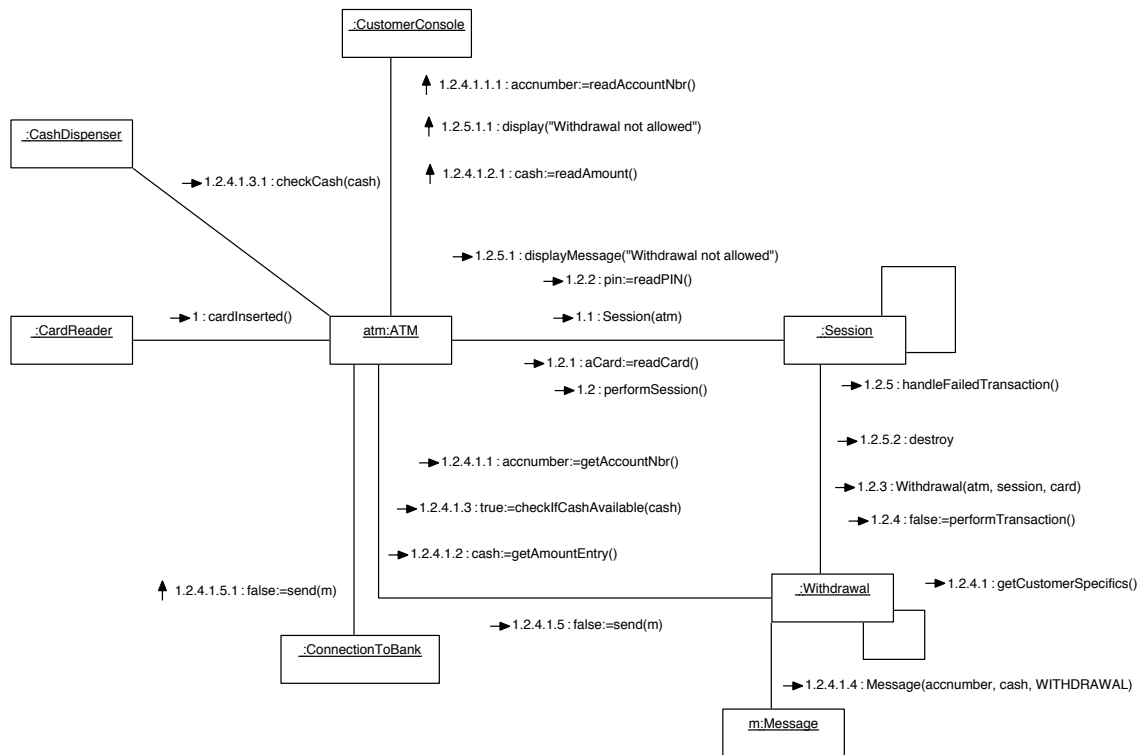 :CustomerConsole
1.2.4.1.1.1 : accnumber:=readAccountNbr()
:CashDispenser
1.2.5.1.1 : display("Withdrawal not allowed")
1.2.4.1.2.1 : cash:=readAmount()
1.2.4.1.3.1 : checkCash(cash)
1.2.5.1 : displayMessage("Withdrawal not allowed")
1.2.2 : pin:=readPIN()
1 : cardInserted()
1.1 : Session(atm)
:CardReader
atm:ATM
:Session
1.2.1 : aCard:=readCard()
1.2 : performSession()
1.2.5 : handleFailedTransaction()
1.2.5.2 : destroy
1.2.4.1.1 : accnumber:=getAccountNbr()
1.2.3 : Withdrawal(atm, session, card)
1.2.4.1.3 : true:=checkIfCashAvailable(cash)
1.2.4 : false:=performTransaction()
1.2.4.1.2 : cash:=getAmountEntry()
1.2.4.1.5.1 : false:=send(m)
:Withdrawal
1.2.4.1 : getCustomerSpecifics()
1.2.4.1.5 : false:=send(m)
:ConnectionToBank
1.2.4.1.4 : Message(accnumber, cash, WITHDRAWAL)
m:Message